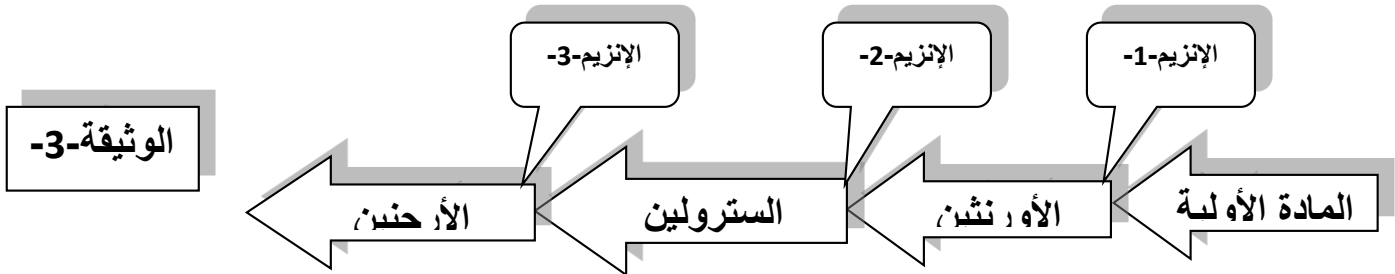 الإنزيم-1-
الإنزيم-2-
الإنزيم-3-
الوثيقة-3-
المادة الأولية
الأورنثين
السترولين
الأرجنين